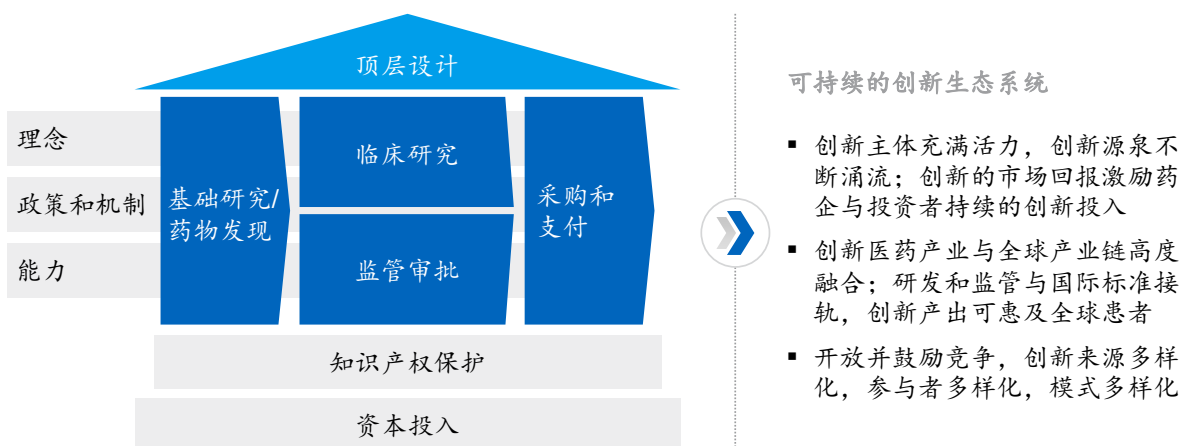 顶层设计
理念
政策和机制
能力
基础研究/
药物发现
临床研究
监管审批
采购和
支付
知识产权保护
资本投入
可持续的创新生态系统
▪ 创新主体充满活力，创新源泉不
断涌流；创新的市场回报激励药
企与投资者持续的创新投入
▪ 创新医药产业与全球产业链高度
融合；研发和监管与国际标准接
轨，创新产出可惠及全球患者
▪ 开放并鼓励竞争，创新来源多样
化，参与者多样化，模式多样化